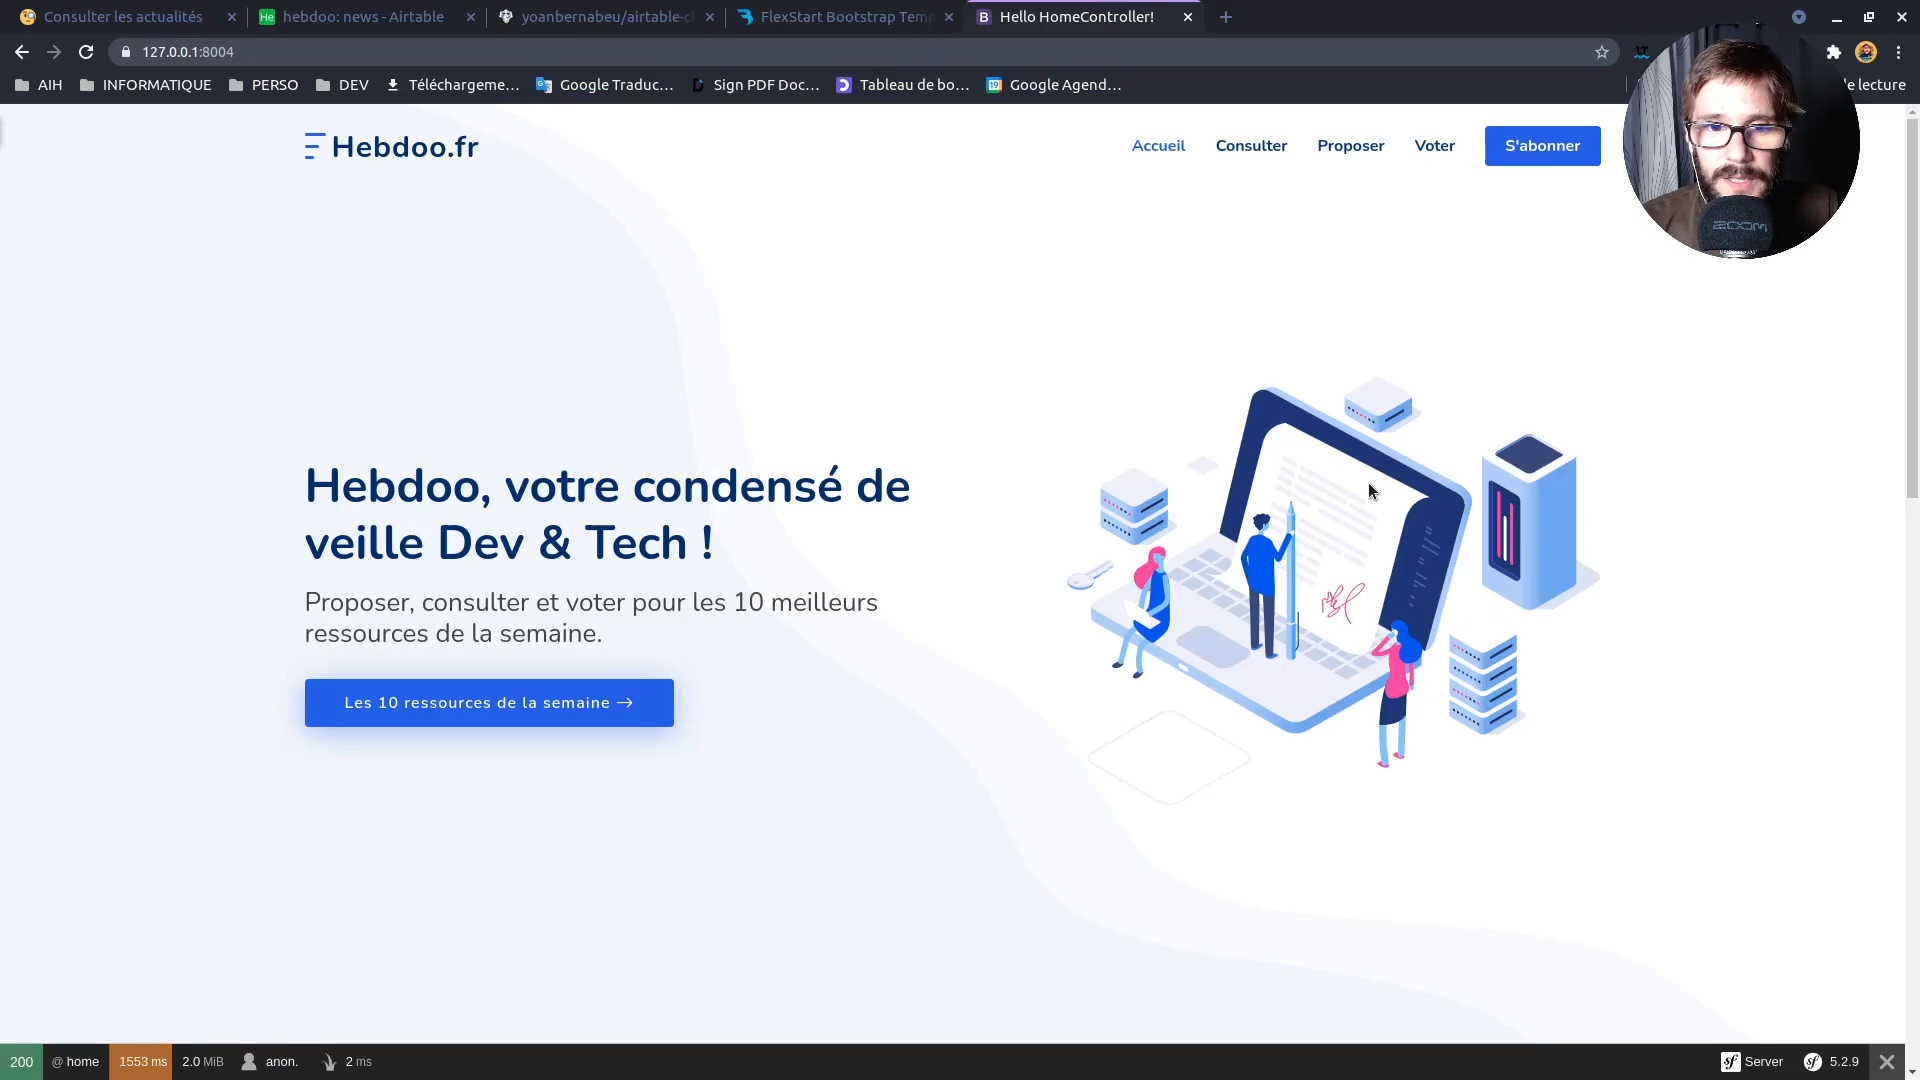 Consulter les actualités
hebdoo: news - Airtable
yoanbernabeu/airtable-c
FlexStart Bootstrap Temp
Hello HomeController!
127.0.0.1:8004
AIH
INFORMATIQUE
PERSO
DEV
Téléchargeme...
Google Traduc...
Sign PDF Doc...
Tableau de bo...
Google Agend...
le lecture
Hebdoo.fr
Accueil
Consulter
Proposer
Voter
S'abonner
zoom
Hebdoo, votre condensé de
veille Dev & Tech !
Proposer, consulter et voter pour les 10 meilleurs
ressources de la semaine.
Les 10 ressources de la semaine →
200
@ home
1553 ms
2.0 MiB
anon.
2 ms
Server
5.2.9